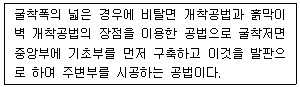 굴착폭의 넓은 경우에 비탈면 개착공법과 흙막이
벽 개착공법의 장점을 이용한 공법으로 굴착저면
중앙부에 기초부를 먼저 구축하고 이것을 발판으
로 하여 주변부를 시공하는 공법이다.